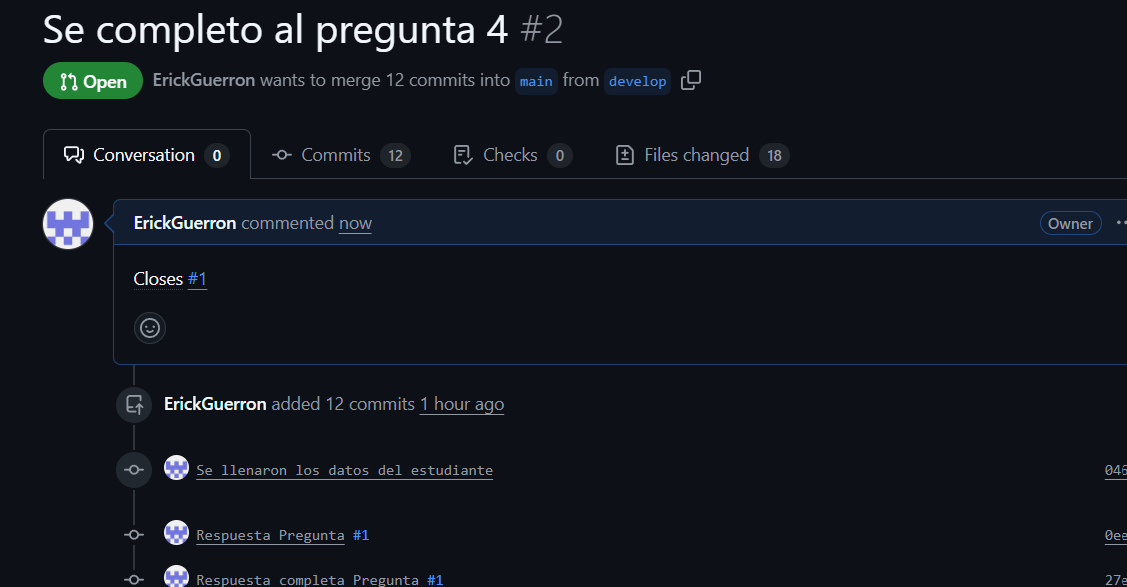 Se completo al pregunta 4 #2
Open ErickGuerron wants to merge 12 commits into main from develop
Conversation 0 Commits 12 Checks 0 Files changed 18
ErickGuerron commented now Owner
Closes #1
ErickGuerron added 12 commits 1 hour ago
Se llenaron los datos del estudiante 046
Respuesta Pregunta #1 0ee
Respuesta completa Pregunta #1 27e